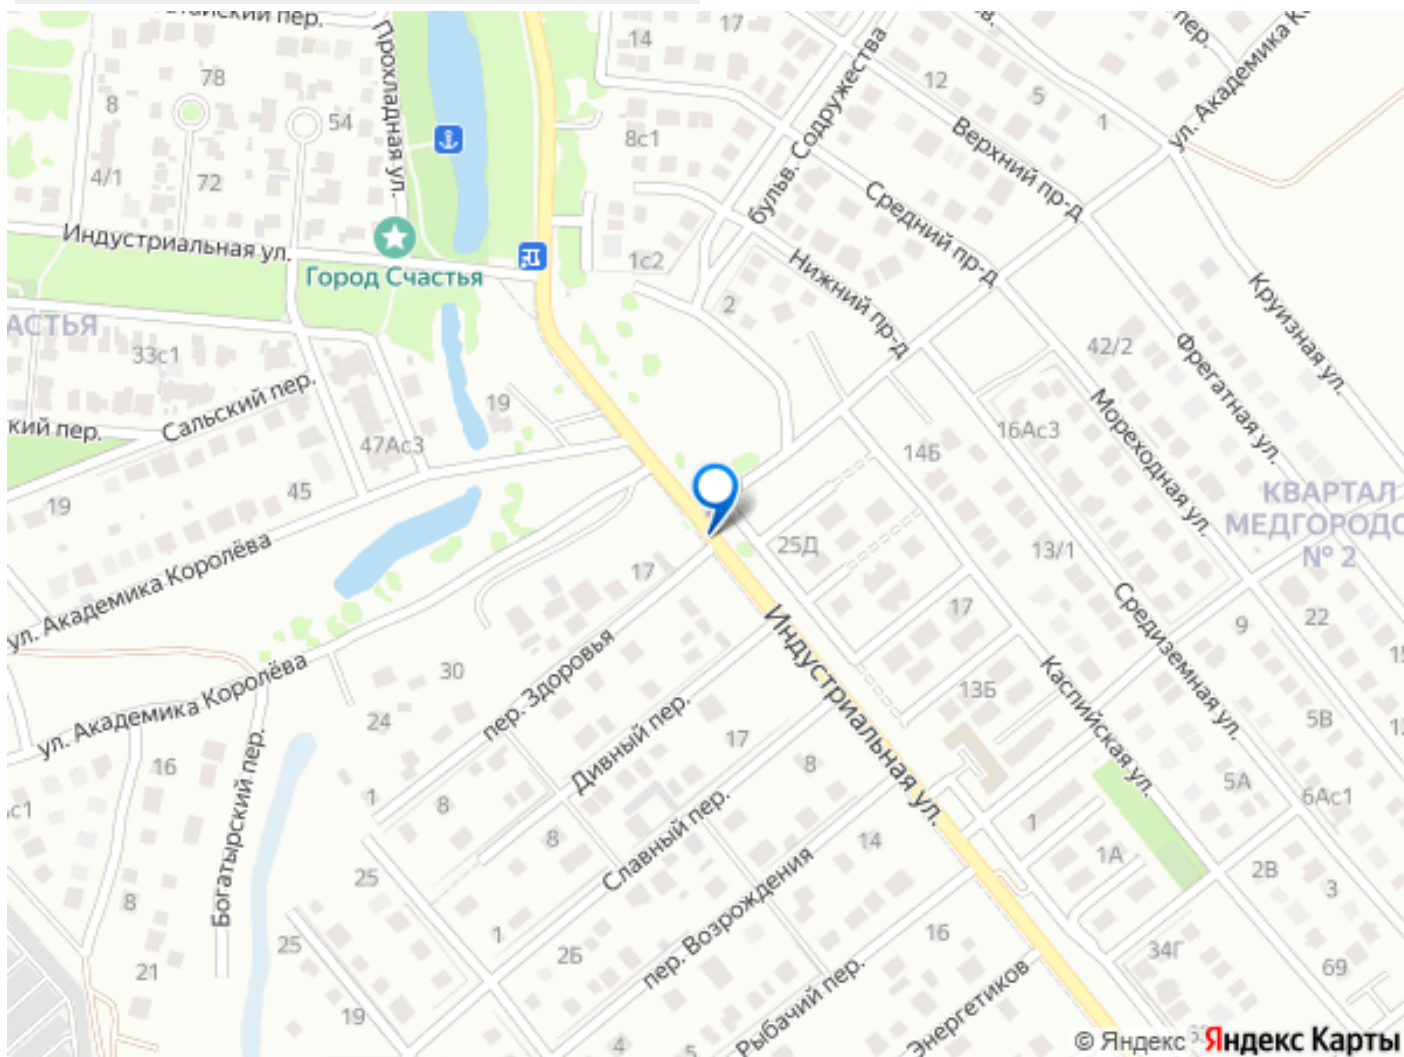 пер.
17
14
78
Прохладная ул.
бульв. Содружества
12
5
1
пер.
ул. Академика К
8
54
8с1
Верхний пр-д
4/1
72
Средний пр-д
Индустриальная ул.
Город Счастья
1с2
Нижний пр-д
2
Круизная ул.
АСТЬЯ
33с1
42/2
Фрегатная ул.
Сальский пер.
19
Мореходная ул.
кий пер.
47Ас3
16Ас3
14Б
19
45
КВАРТАЛ
МЕДГОРОДО
№ 2
25Д
13/1
ул. Академика Королёва
17
17
Средиземная ул.
9
22
Индустриальная ул.
30
пер. Здоровья
Каспийская ул.
13Б
ул. Академика Королёва
24
Дивный пер.
17
5В
16
8
5А
6Ас1
1
8
Богатырский пер.
с1
8
Славный пер.
14
1
1А
25
2В
3
8
пер. Возрождения
1
25
2Б
16
34Г
69
21
19
4
5
Рыбачий пер.
Энергетиков
© Яндекс
Яндекс Карты